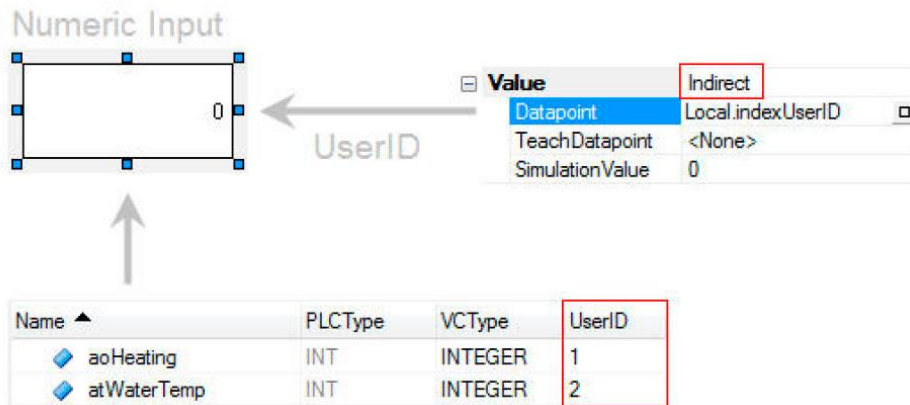 Numeric Input
0
UserID
Value Indirect
Datapoint Local.indexUserID
TeachDatapoint <None>
SimulationValue 0
Name PLCType VCType UserID
aoHeating INT INTEGER 1
atWaterTemp INT INTEGER 2